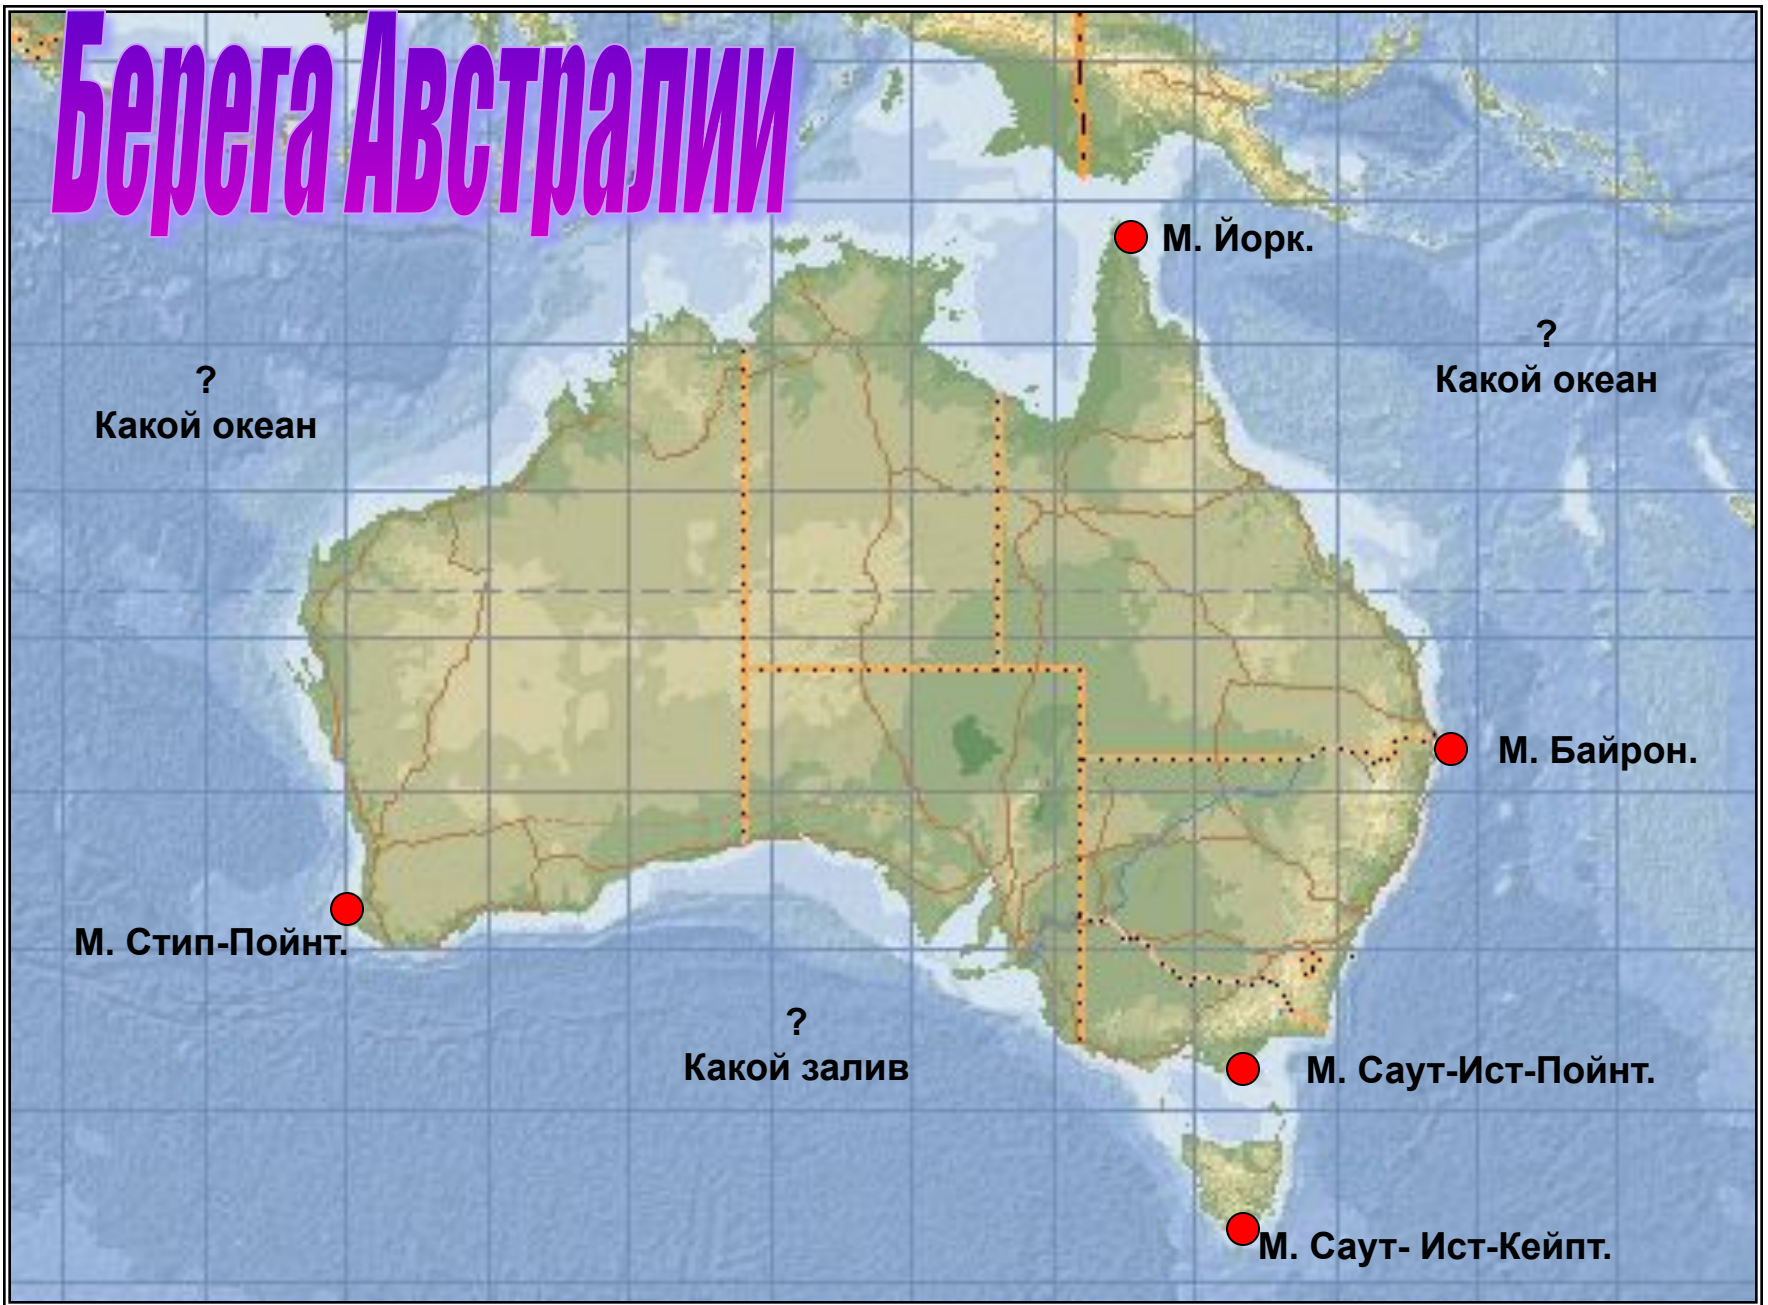 Берега Австралии
М. Йорк.
?
Какой океан
?
Какой океан
М. Байрон.
М. Стип-Пойнт.
?
Какой залив
М. Саут-Ист-Пойнт.
М. Саут- Ист-Кейпт.